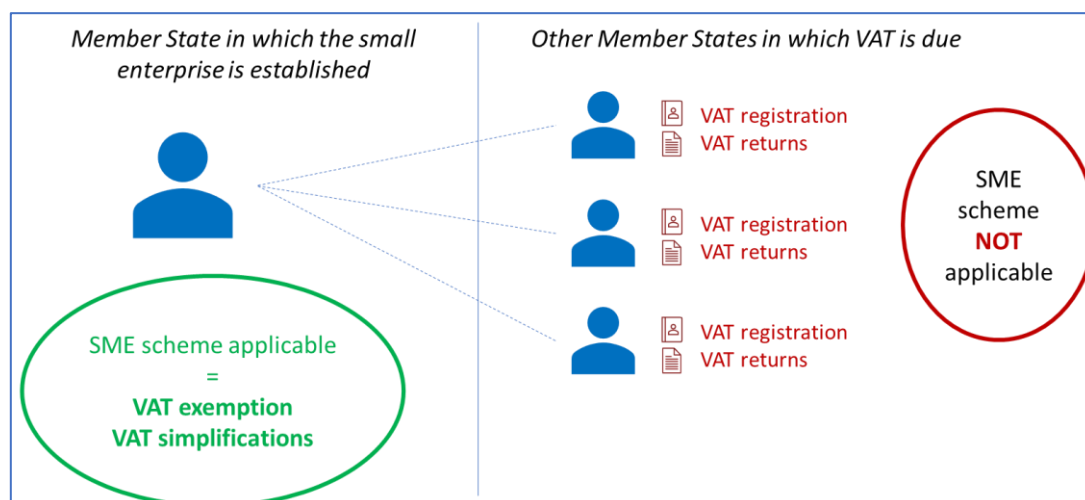 Member State in which the small
enterprise is established
SME scheme applicable
=
VAT exemption
VAT simplifications
Other Member States in which VAT is due
VAT registration
VAT returns
VAT registration
VAT returns
VAT registration
VAT returns
SME
scheme
NOT
applicable